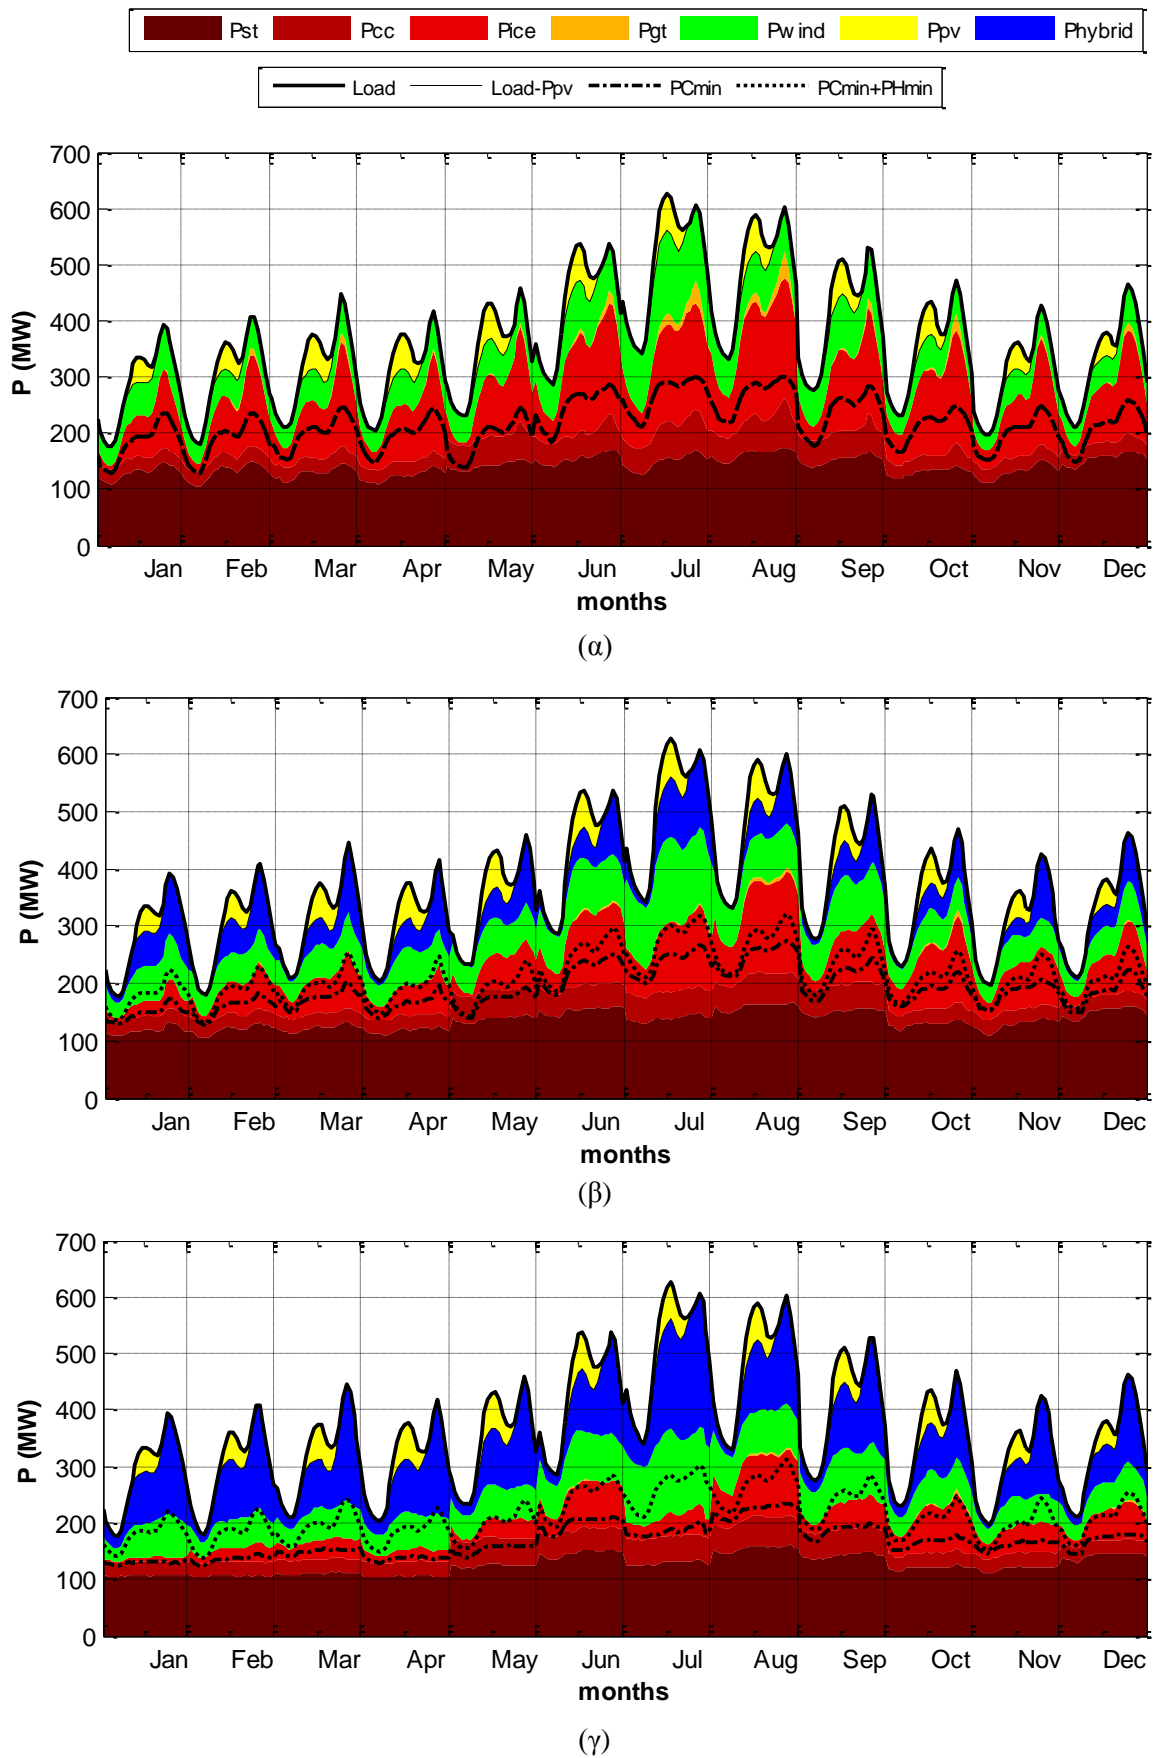 Pst Pcc Pice Pgt Pwind Ppv Phybrid
Load Load-Ppv PCmin PCmin+PHmin
700
600
500
400
300
200
100
0
P (MW)
Jan Feb Mar Apr May Jun Jul Aug Sep Oct Nov Dec
months
(α)
700
600
500
400
300
200
100
0
P (MW)
Jan Feb Mar Apr May Jun Jul Aug Sep Oct Nov Dec
months
(β)
700
600
500
400
300
200
100
0
P (MW)
Jan Feb Mar Apr May Jun Jul Aug Sep Oct Nov Dec
months
(γ)